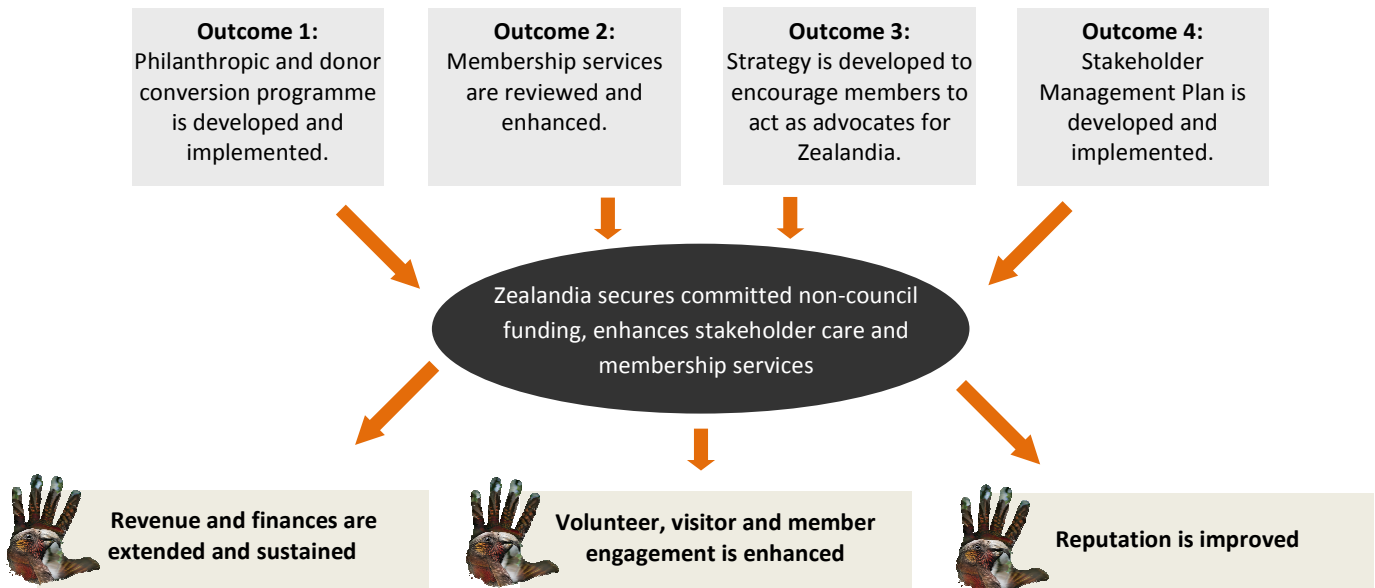 Outcome 1:
Philanthropic and donor
conversion programme
is developed and
implemented.
Outcome 2:
Membership services
are reviewed and
enhanced.
Outcome 3:
Strategy is developed to
encourage members to
act as advocates for
Zealandia.
Outcome 4:
Stakeholder
Management Plan is
developed and
implemented.
Zealandia secures committed non-council
funding, enhances stakeholder care and
membership services
Revenue and finances are
extended and sustained
Volunteer, visitor and member
engagement is enhanced
Reputation is improved